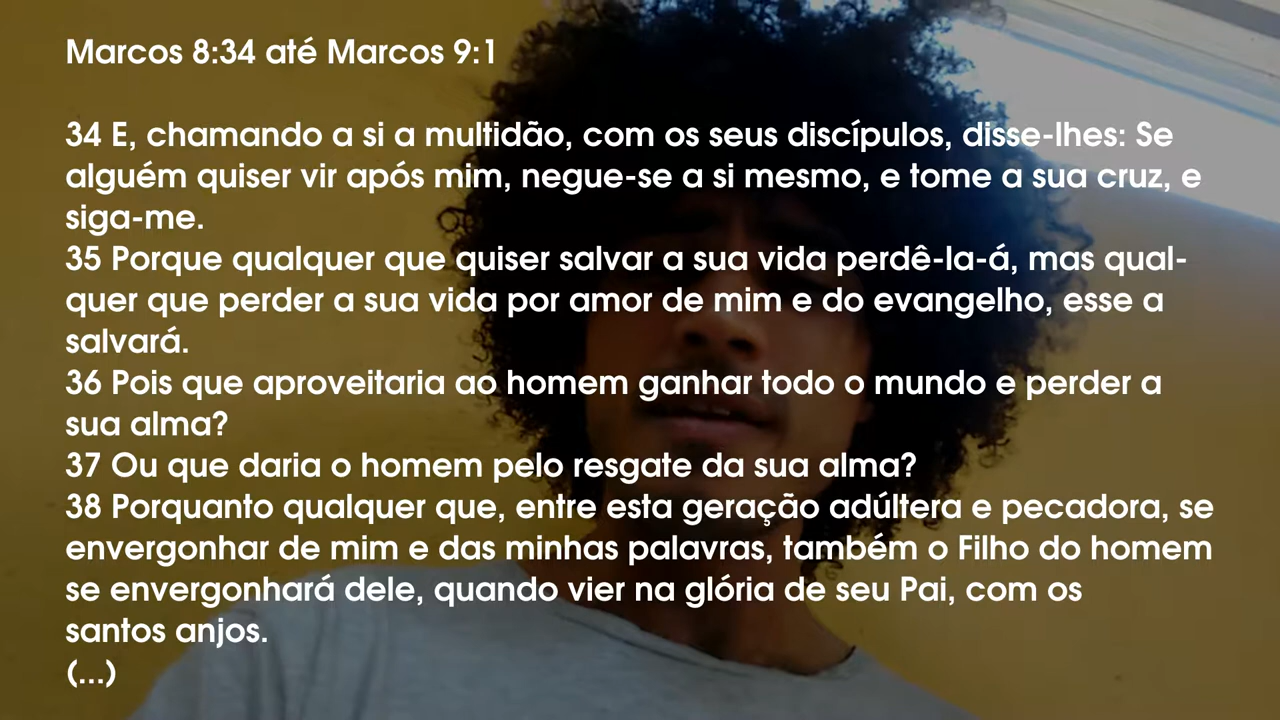 Marcos 8:34 até Marcos 9:1
34 E, chamando a si a multidão, com os seus discípulos, disse-lhes: Se
alguém quiser vir após mim, negue-se a si mesmo, e tome a sua cruz, e
siga-me.
35 Porque qualquer que quiser salvar a sua vida perdê-la-á, mas qual-
quer que perder a sua vida por amor de mim e do evangelho, esse a
salvará.
36 Pois que aproveitaria ao homem ganhar todo o mundo e perder a
sua alma?
37 Ou que daria o homem pelo resgate da sua alma?
38 Porquanto qualquer que, entre esta geração adúltera e pecadora, se
envergonhar de mim e das minhas palavras, também o Filho do homem
se envergonhará dele, quando vier na glória de seu Pai, com os
santos anjos.
(...)